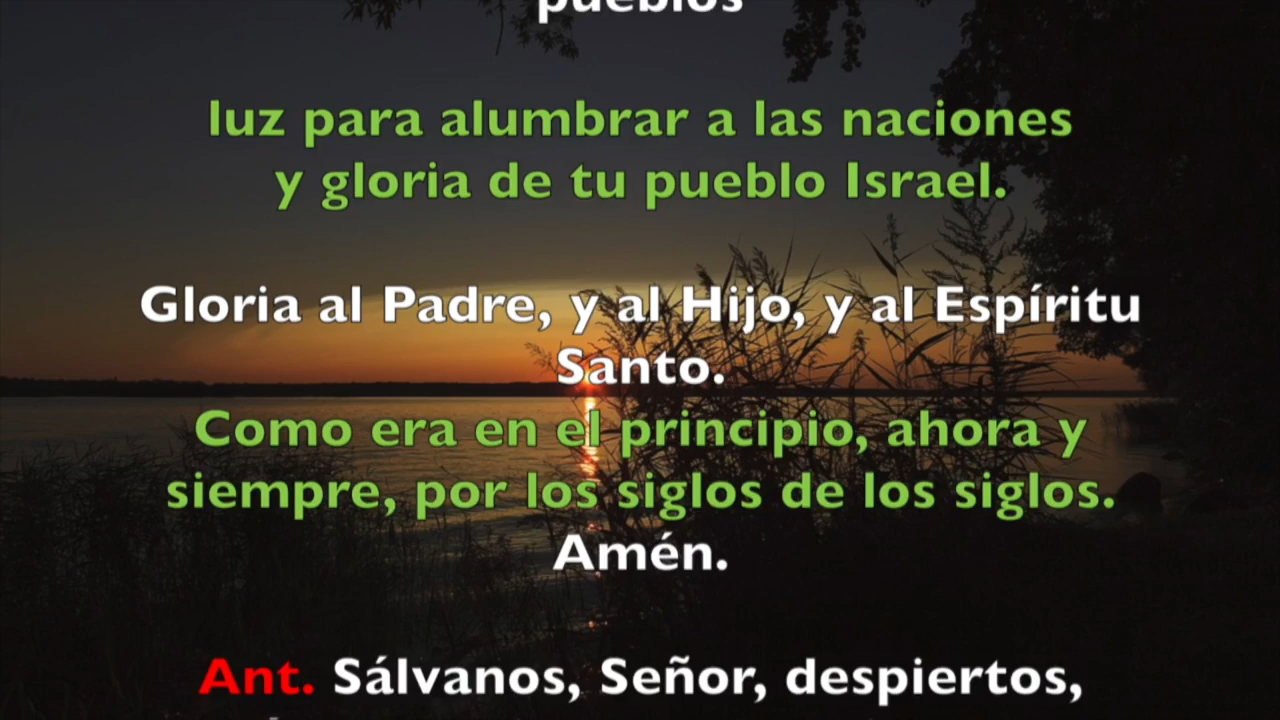 pueblos
luz para alumbrar a las naciones
y gloria de tu pueblo Israel.
Gloria al Padre, y al Hijo, y al Espíritu
Santo.
Como era en el principio, ahora y
siempre, por los siglos de los siglos.
Amén.
Ant. Sálvanos, Señor, despiertos,